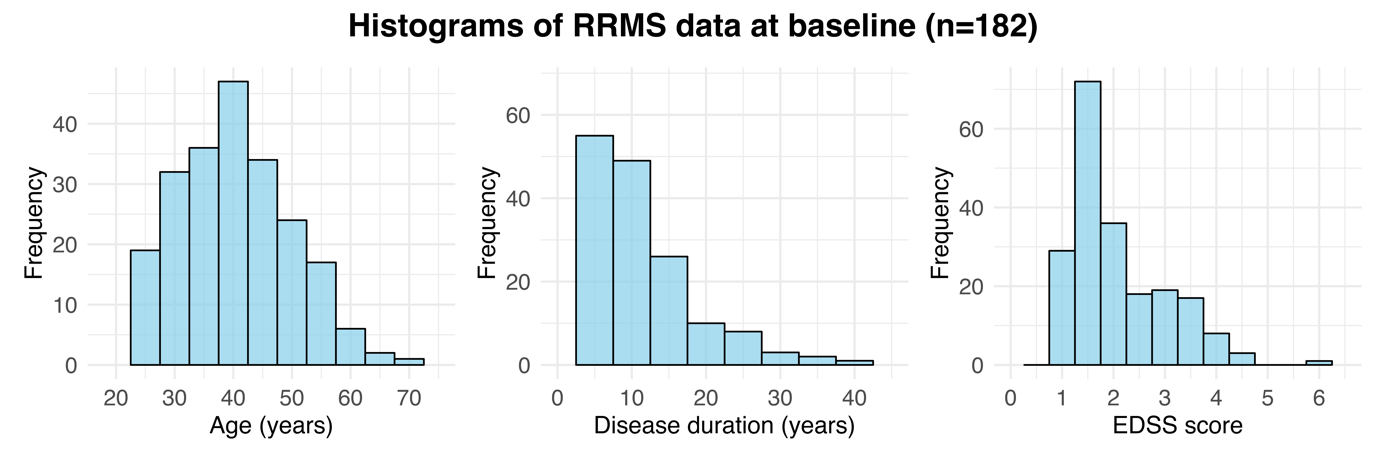 Histograms of RRMS data at baseline (n=182)
Frequency
40
30
20
10
0
20 30 40 50 60 70
Age (years)
Frequency
60
40
20
0
0 10 20 30 40
Disease duration (years)
Frequency
60
40
20
0
0 1 2 3 4 5 6
EDSS score